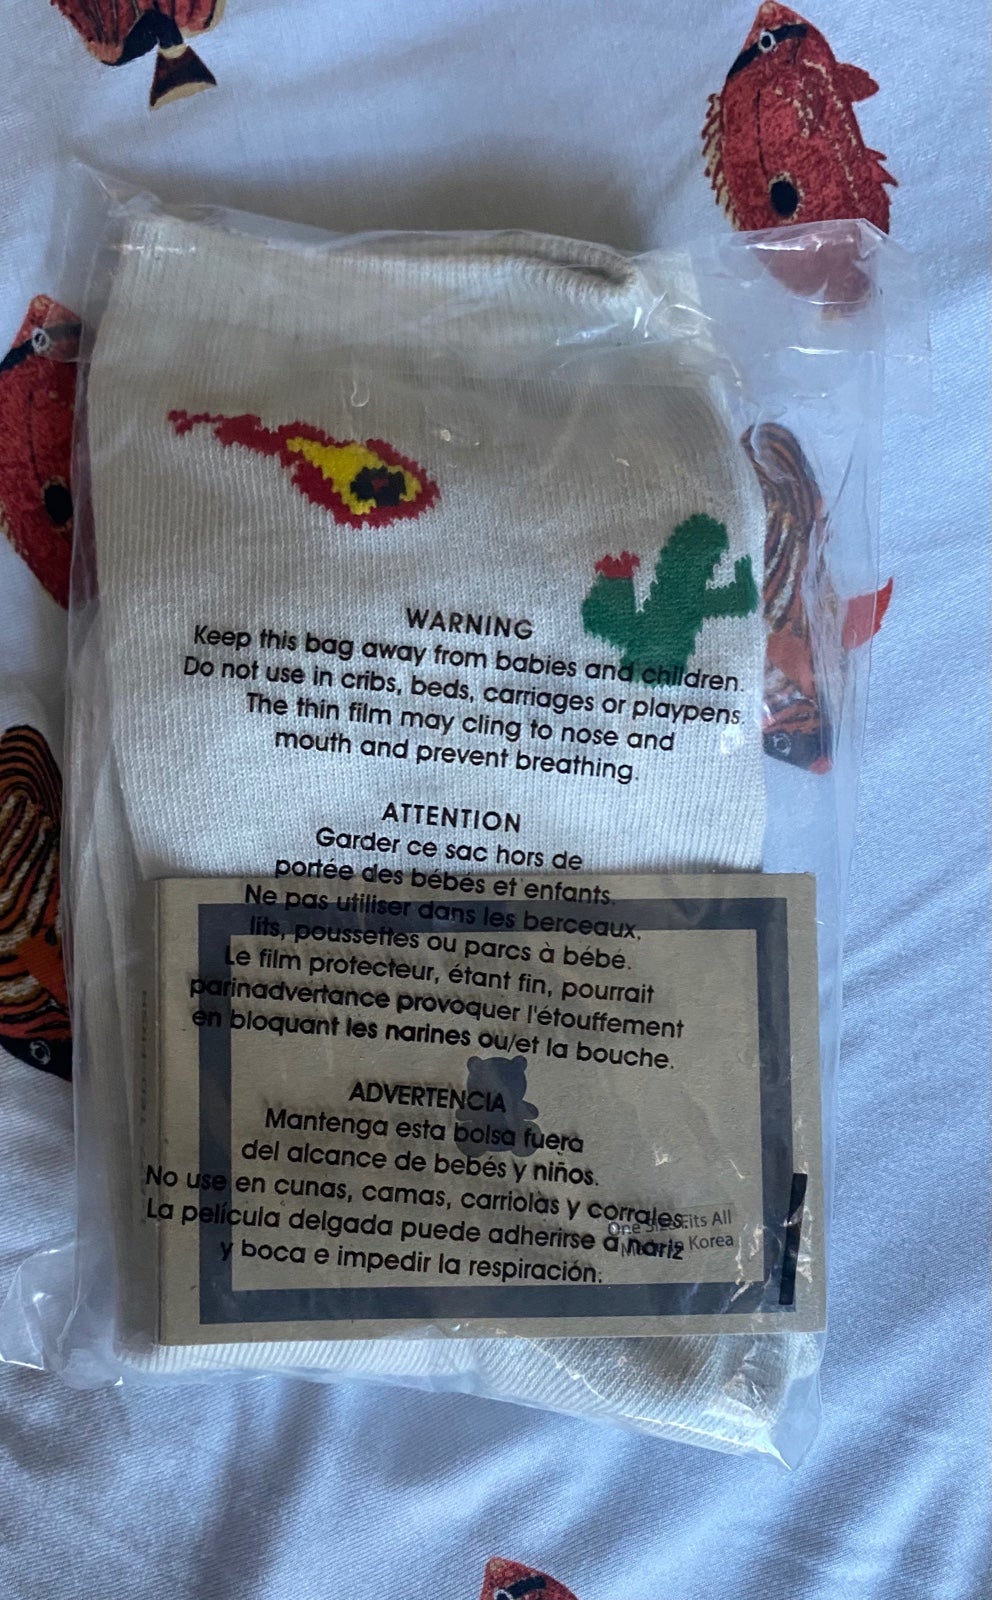 WARNING
Keep this bag away from babies and children.
Do not use in cribs, beds, carriages or playpens.
The thin film may cling to nose and
mouth and prevent breathing.
ATTENTION
Garder ce sac hors de
portée des bébés et enfants.
Ne pas utiliser dans les berceaux,
lits, poussettes ou parcs à bébé.
Le film protecteur, étant fin, pourrait
parinadvertance provoquer l'étouffement
en bloquant les narines ou/et la bouche.
ADVERTENCIA
Mantenga esta bolsa fuera
del alcance de bebés y niños.
No use en cunas, camas, carriolas y corrales.
La película delgada puede adherirse a nariz
y boca e impedir la respiración.
One Size Fits All
Made in Korea